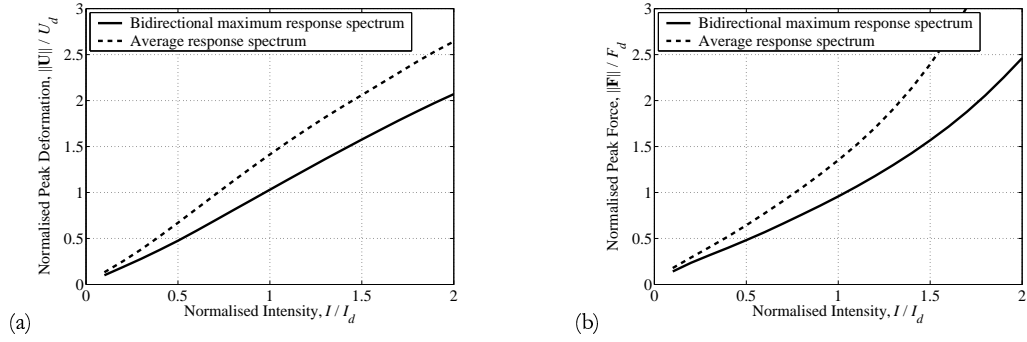 Normalised Peak Deformation, ||U|| / U_d
3
2.5
2
1.5
1
0.5
0
Bidirectional maximum response spectrum
Average response spectrum
0 0.5 1 1.5 2
Normalised Intensity, I / I_d
(a)
Normalised Peak Force, ||F|| / F_d
3
2.5
2
1.5
1
0.5
0
Bidirectional maximum response spectrum
Average response spectrum
0 0.5 1 1.5 2
Normalised Intensity, I / I_d
(b)